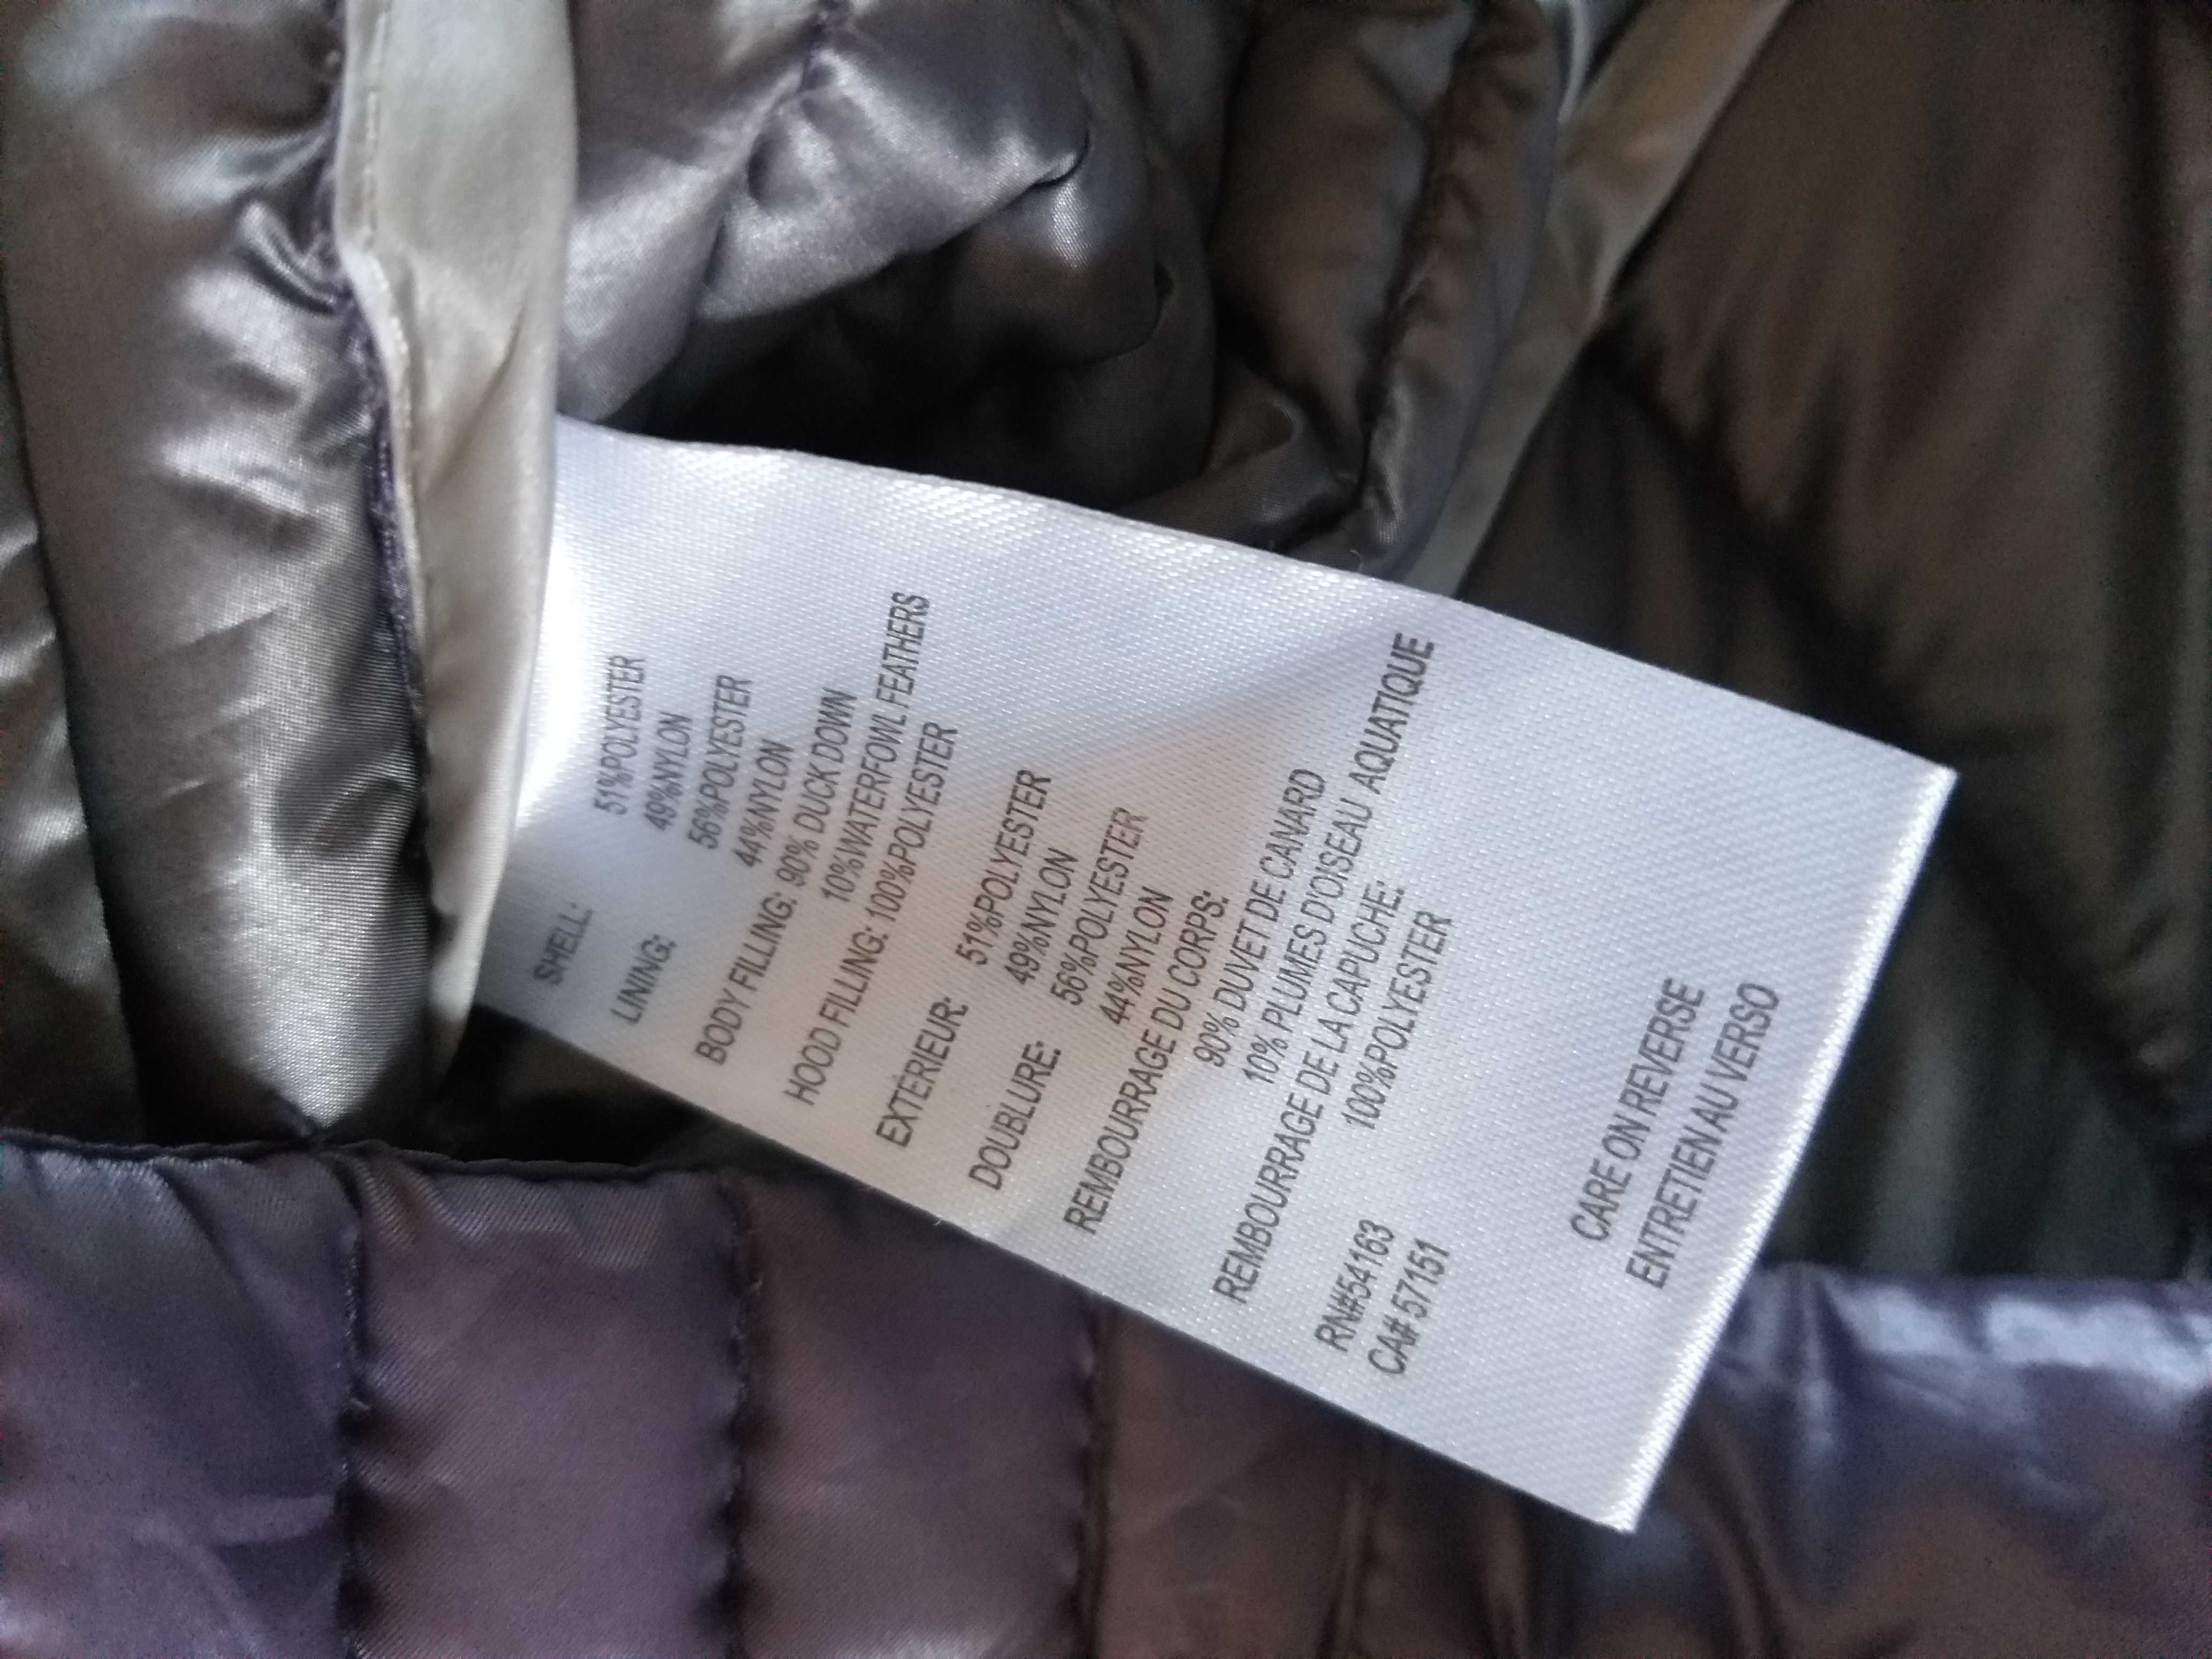 SHELL: 51%POLYESTER
49%NYLON
LINING: 56%POLYESTER
44%NYLON
BODY FILLING: 90% DUCK DOWN
10%WATERFOWL FEATHERS
HOOD FILLING: 100%POLYESTER
EXTÉRIEUR: 51%POLYESTER
49%NYLON
DOUBLURE: 56%POLYESTER
44%NYLON
REMBOURRAGE DU CORPS:
90% DUVET DE CANARD
10% PLUMES D'OISEAU AQUATIQUE
REMBOURRAGE DE LA CAPUCHE:
100%POLYESTER
RN#54163
CA# 57151
CARE ON REVERSE
ENTRETIEN AU VERSO